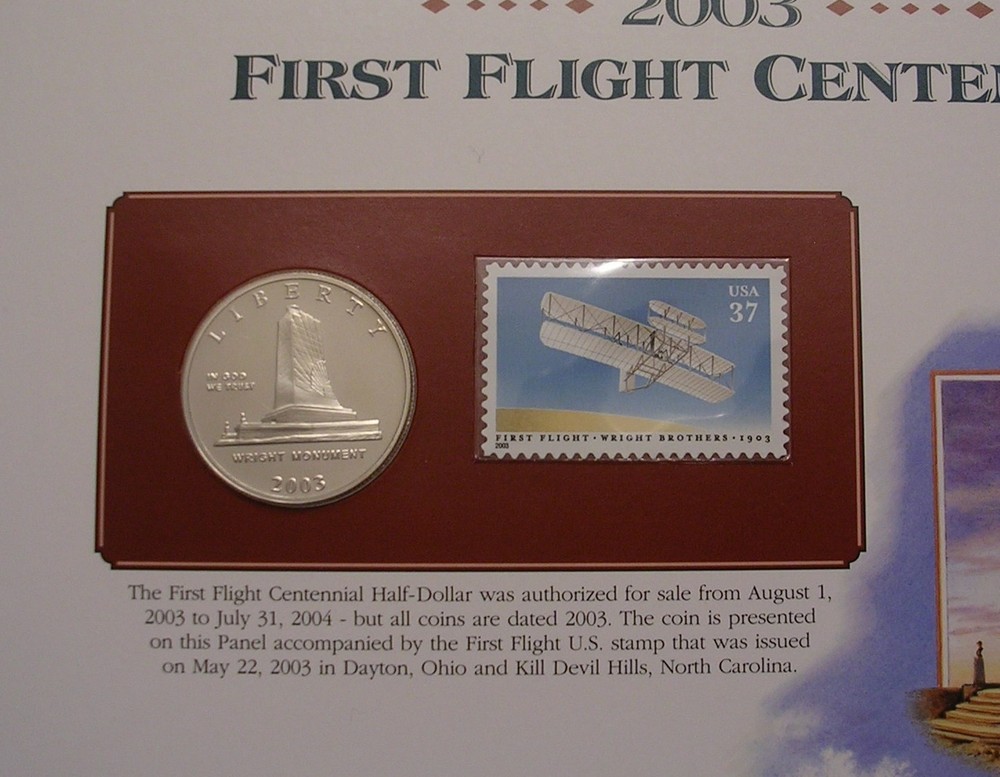 2003
FIRST FLIGHT CENTE
LIBERTY
IN GOD
WE TRUST
WRIGHT MONUMENT
2003
USA
37
FIRST FLIGHT • WRIGHT BROTHERS • 1903
2003
The First Flight Centennial Half-Dollar was authorized for sale from August 1,
2003 to July 31, 2004 - but all coins are dated 2003. The coin is presented
on this Panel accompanied by the First Flight U.S. stamp that was issued
on May 22, 2003 in Dayton, Ohio and Kill Devil Hills, North Carolina.